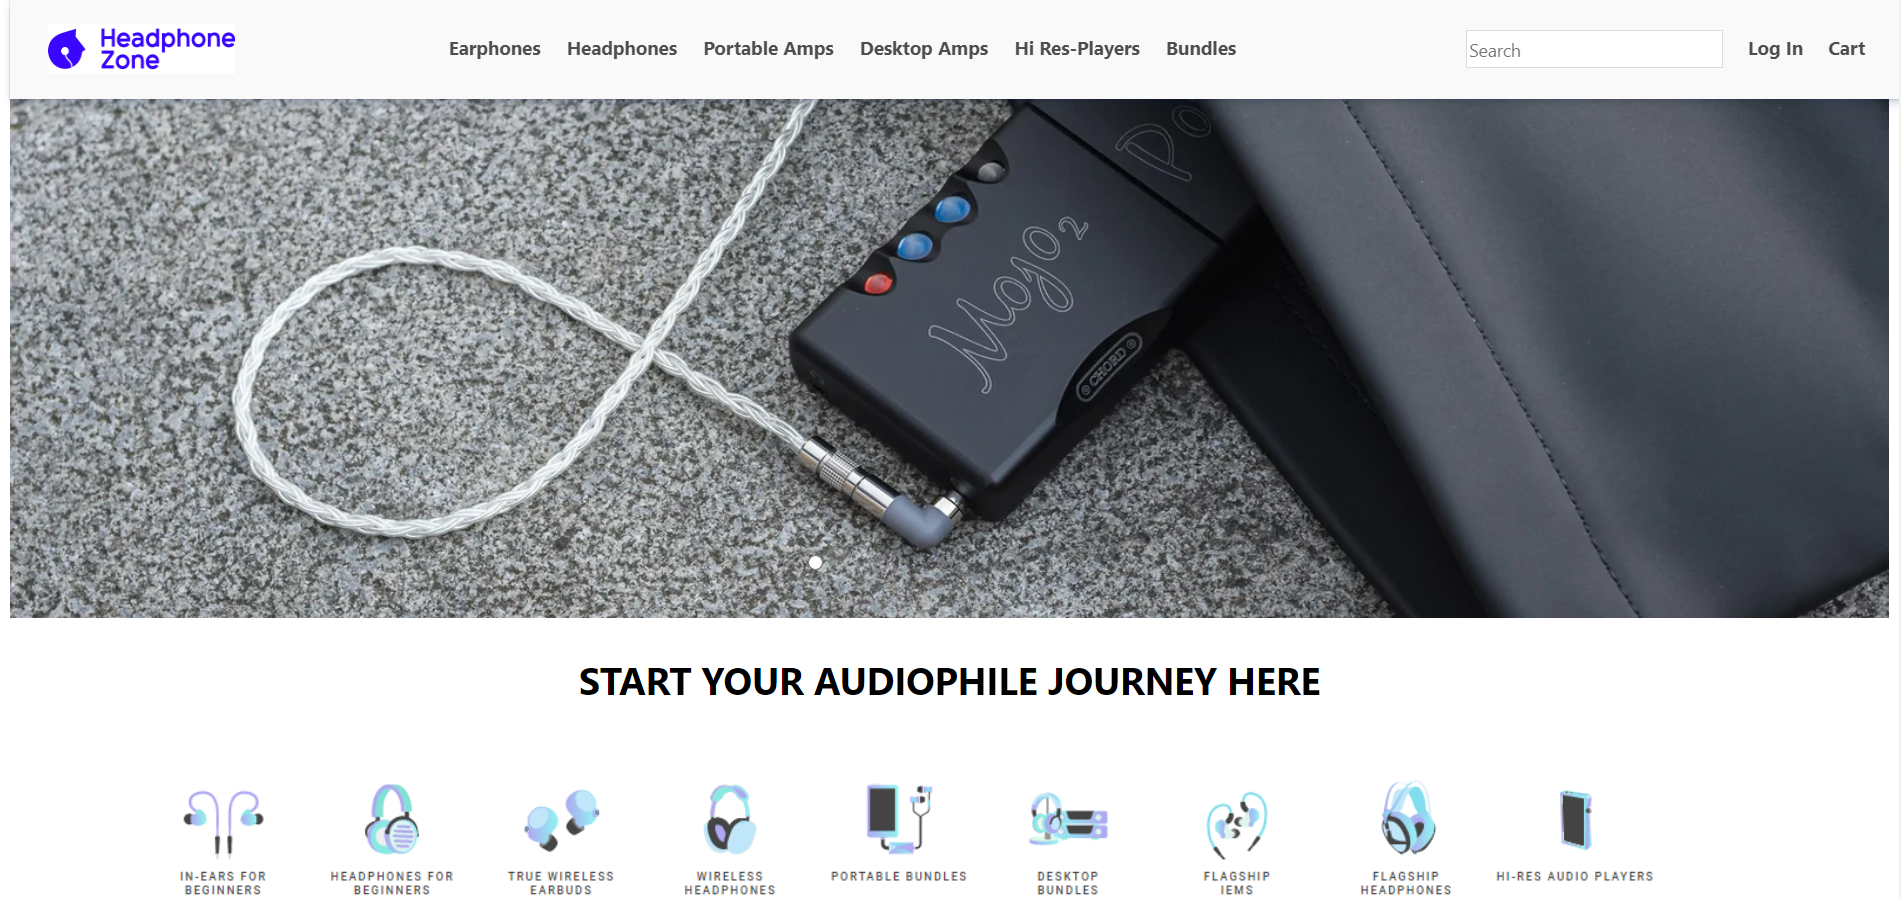 Headphone
Zone
Earphones Headphones Portable Amps Desktop Amps Hi Res-Players Bundles
Search
Log In Cart
Po
Mojo 2
CHORD
START YOUR AUDIOPHILE JOURNEY HERE
IN-EARS FOR
BEGINNERS
HEADPHONES FOR
BEGINNERS
TRUE WIRELESS
EARBUDS
WIRELESS
HEADPHONES
PORTABLE BUNDLES
DESKTOP
BUNDLES
FLAGSHIP
IEMS
FLAGSHIP
HEADPHONES
HI-RES AUDIO PLAYERS